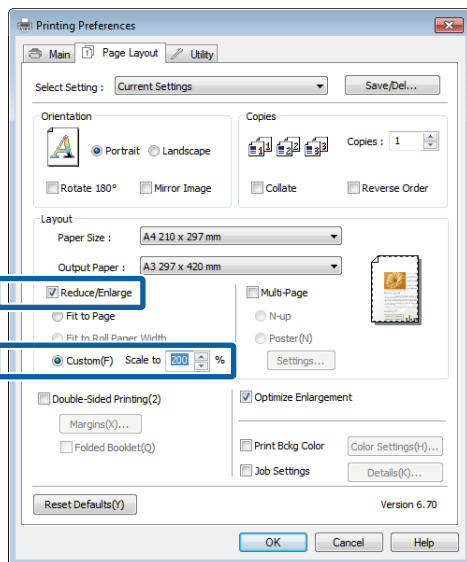 Printing Preferences
Main Page Layout Utility
Select Setting : Current Settings Save/Del...
Orientation
Portrait Landscape
Rotate 180° Mirror Image
Copies
Copies : 1
Collate Reverse Order
Layout
Paper Size : A4 210 x 297 mm
Output Paper : A3 297 x 420 mm
Reduce/Enlarge
Fit to Page
Fit to Roll Paper Width
Custom(F) Scale to 200 %
Multi-Page
N-up
Poster(N)
Settings...
Double-Sided Printing(2)
Margins(X)...
Folded Booklet(Q)
Optimize Enlargement
Print Bckg Color Color Settings(H)...
Job Settings Details(K)...
Reset Defaults(Y) Version 6.70
OK Cancel Help